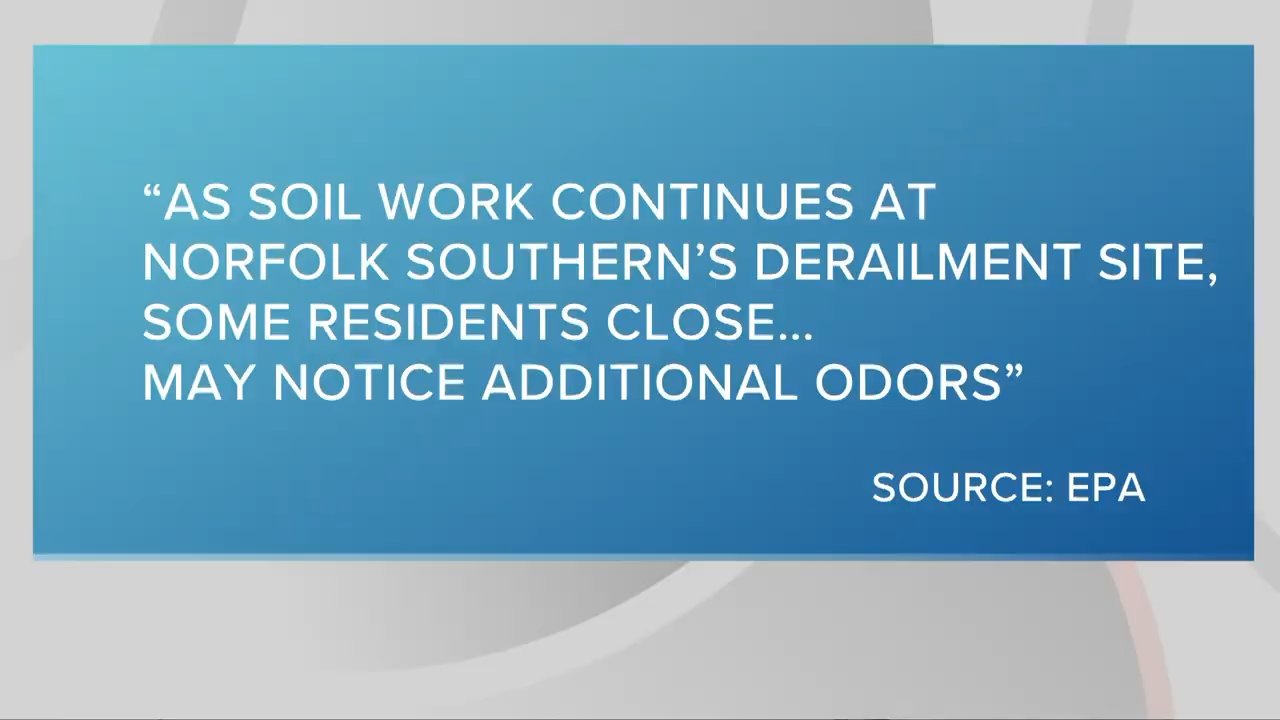 “AS SOIL WORK CONTINUES AT
NORFOLK SOUTHERN’S DERAILMENT SITE,
SOME RESIDENTS CLOSE...
MAY NOTICE ADDITIONAL ODORS”
SOURCE: EPA